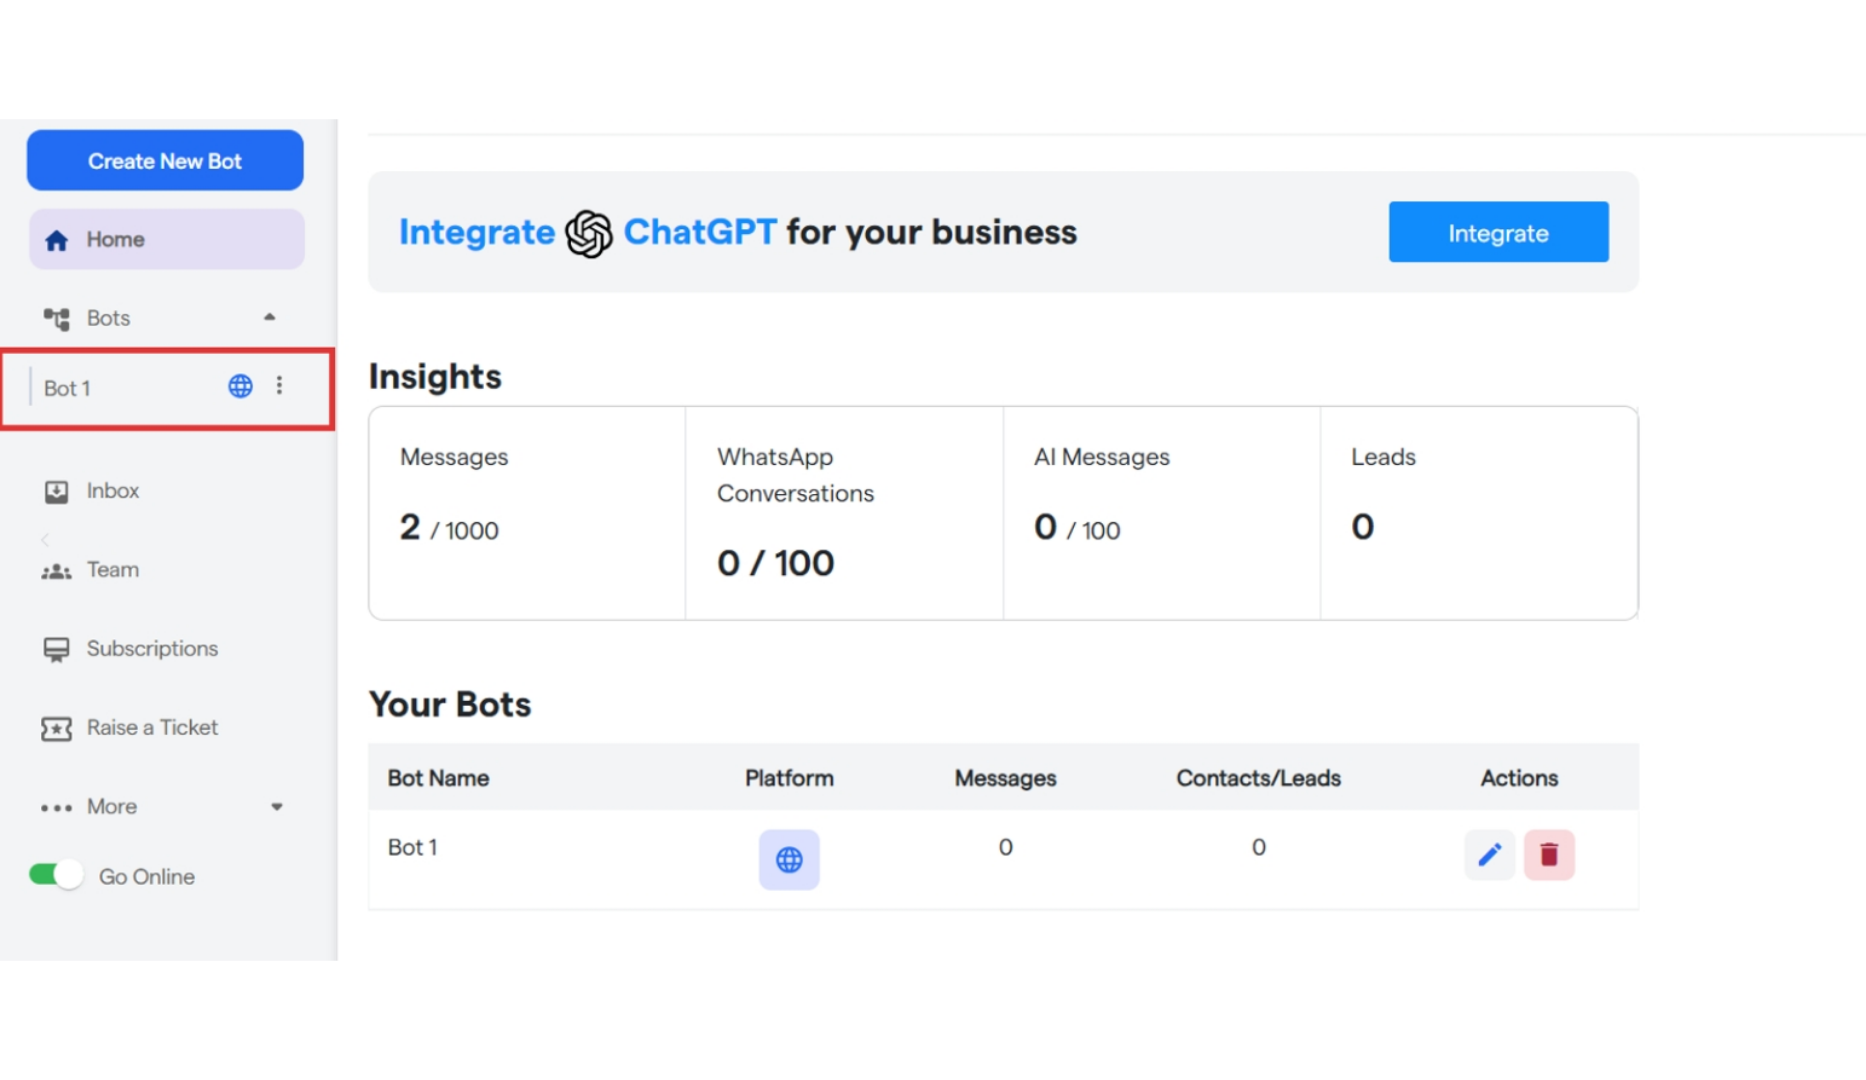 Create New Bot
Home
Bots
Bot 1
Inbox
Team
Subscriptions
Raise a Ticket
More
Go Online
Integrate ChatGPT for your business
Integrate
Insights
Messages
2 / 1000
WhatsApp
Conversations
0 / 100
AI Messages
0 / 100
Leads
0
Your Bots
Bot Name Platform Messages Contacts/Leads Actions
Bot 1 0 0